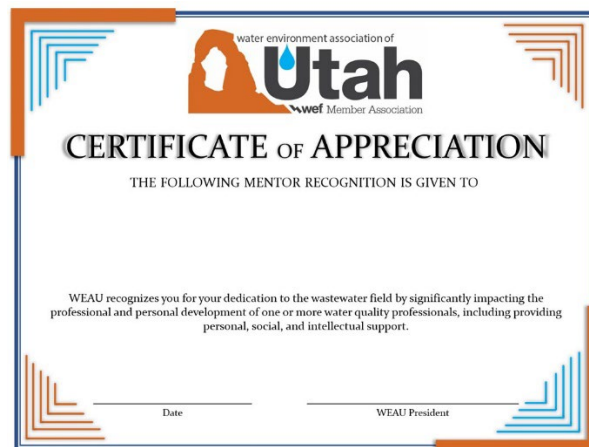 water environment association of
Utah
wef Member Association
CERTIFICATE OF APPRECIATION
THE FOLLOWING MENTOR RECOGNITION IS GIVEN TO
WEAU recognizes you for your dedication to the wastewater field by significantly impacting the
professional and personal development of one or more water quality professionals, including providing
personal, social, and intellectual support.
Date
WEAU President